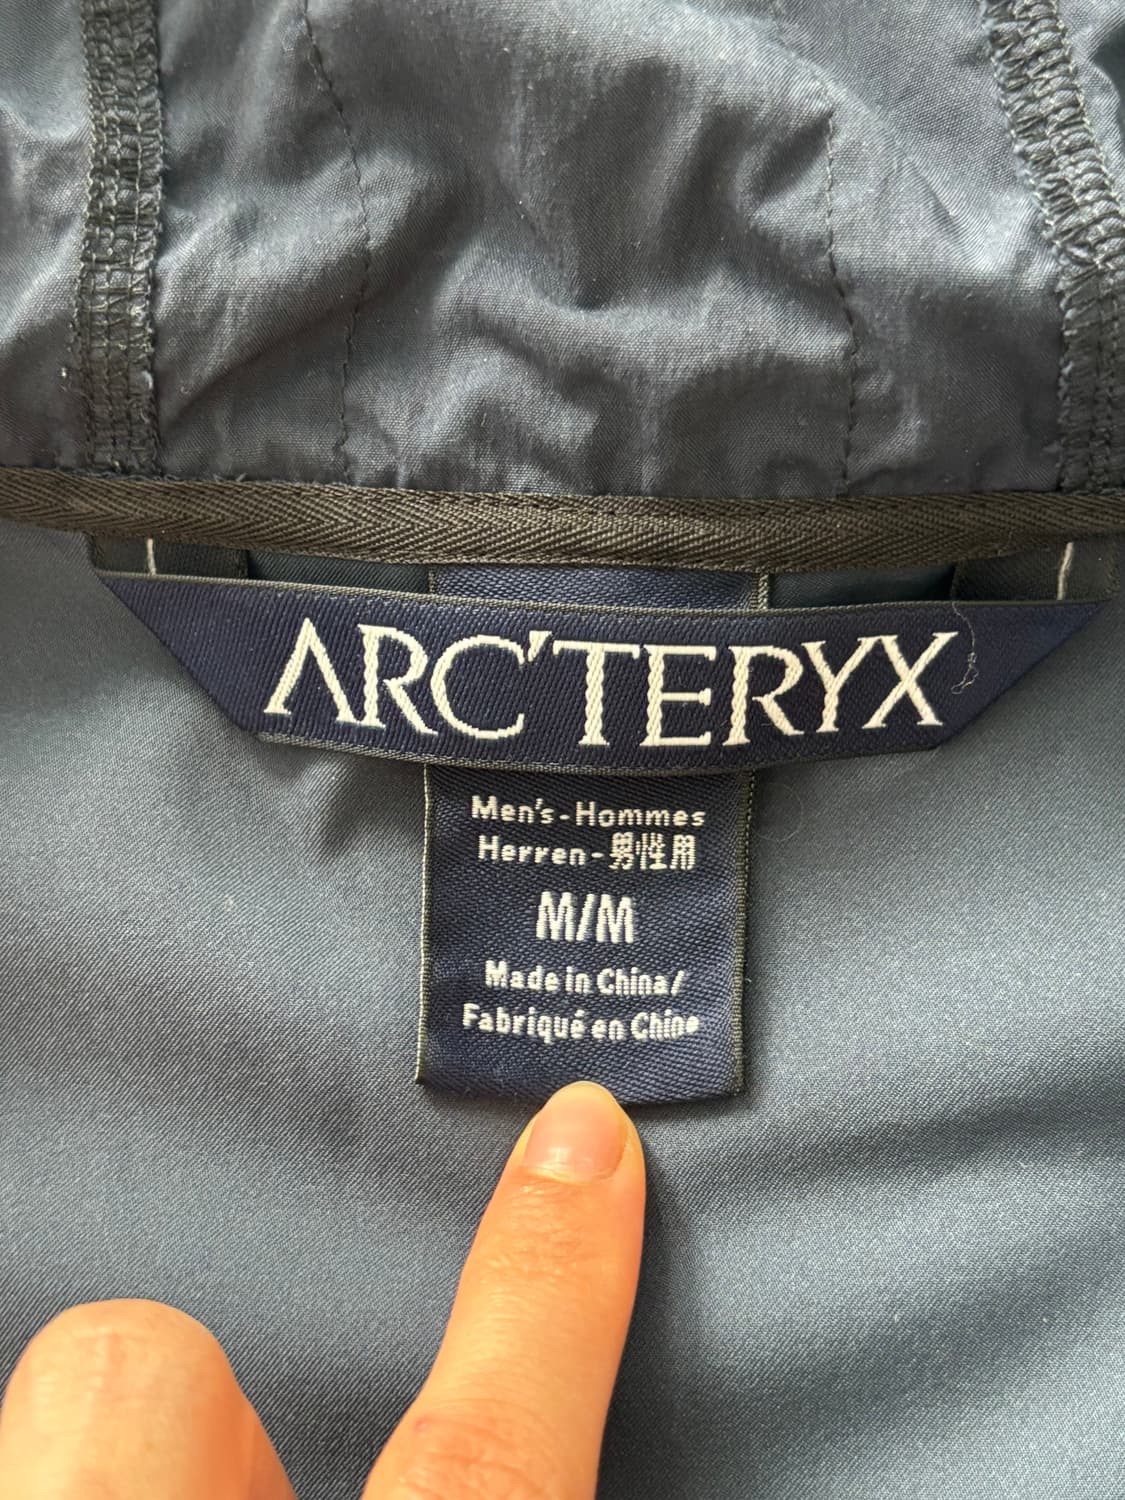 ARC'TERYX
Men's-Hommes
Herren-男性用
M/M
Made in China/
Fabriqué en Chine